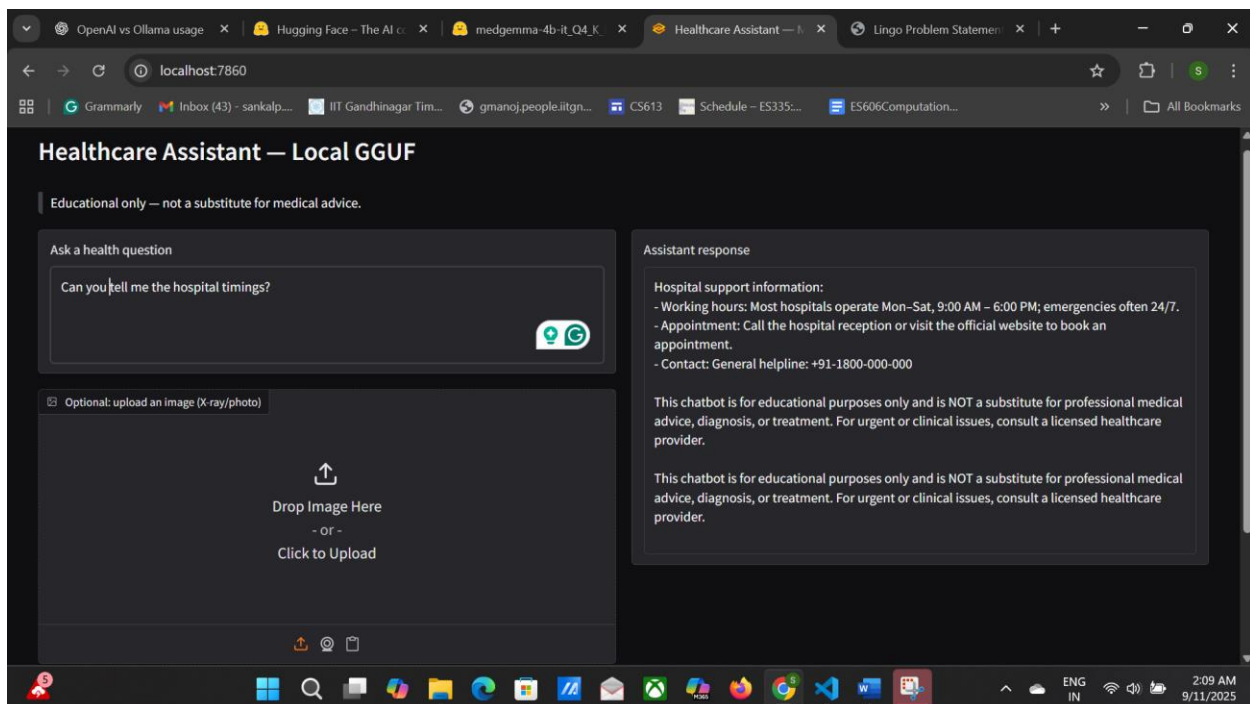 OpenAI vs Ollama usage
Hugging Face – The AI cc
medgemma-4b-it_Q4_K_
Healthcare Assistant —
Lingo Problem Statemen
localhost:7860
Grammarly
Inbox (43) - sankalp....
IIT Gandhinagar Tim...
gmanoj.people.iitgn...
CS613
Schedule – ES335:...
ES606Computation...
All Bookmarks
Healthcare Assistant — Local GGUF
Educational only — not a substitute for medical advice.
Ask a health question
Can you tell me the hospital timings?
Optional: upload an image (X-ray/photo)
Drop Image Here
- or -
Click to Upload
Assistant response
Hospital support information:
- Working hours: Most hospitals operate Mon–Sat, 9:00 AM – 6:00 PM; emergencies often 24/7.
- Appointment: Call the hospital reception or visit the official website to book an
appointment.
- Contact: General helpline: +91-1800-000-000
This chatbot is for educational purposes only and is NOT a substitute for professional medical
advice, diagnosis, or treatment. For urgent or clinical issues, consult a licensed healthcare
provider.
This chatbot is for educational purposes only and is NOT a substitute for professional medical
advice, diagnosis, or treatment. For urgent or clinical issues, consult a licensed healthcare
provider.
5
ENG
IN
2:09 AM
9/11/2025